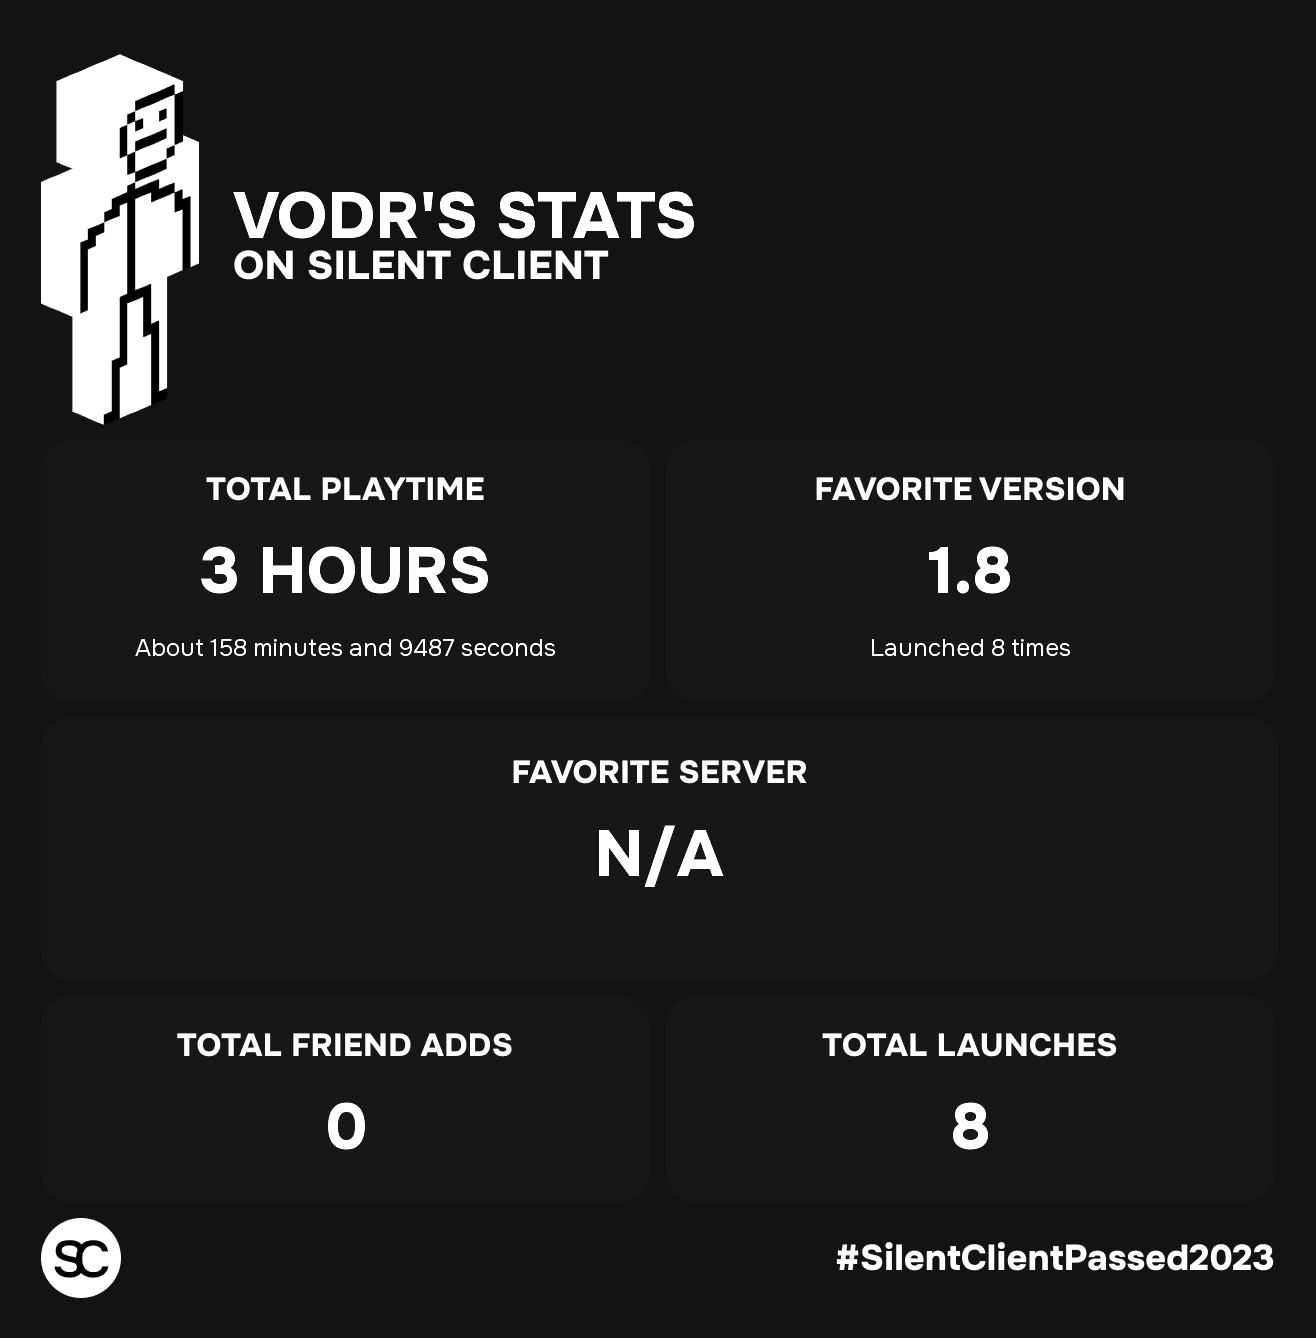 VODR'S STATS
ON SILENT CLIENT
TOTAL PLAYTIME
3 HOURS
About 158 minutes and 9487 seconds
FAVORITE VERSION
1.8
Launched 8 times
FAVORITE SERVER
N/A
TOTAL FRIEND ADDS
0
TOTAL LAUNCHES
8
SC
#SilentClientPassed2023